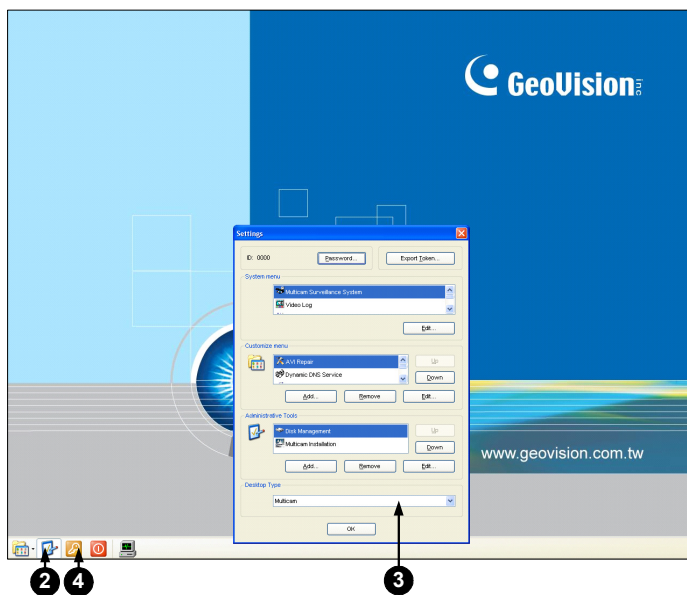 GeoVision inc
Settings
ID: 0000
Password...
Export Token...
System menu
Multicam Surveillance System
Video Log
Edit...
Customize menu
AVI Repair
Up
Dynamic DNS Service
Down
Add...
Remove
Edit...
Administrative Tools
Disk Management
Up
Multicam Installation
Down
www.geovision.com.tw
Add...
Remove
Edit...
Desktop Type
Multicam
OK
2
4
3